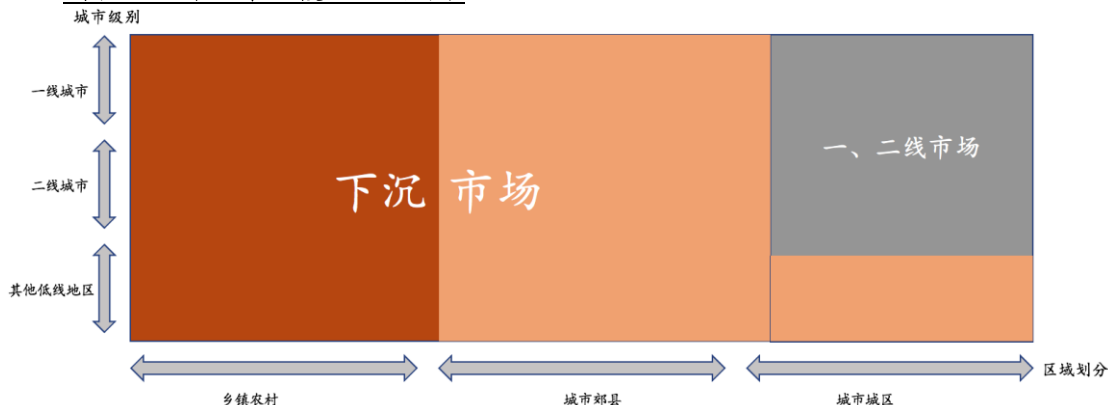 城市级别
一线城市
一、二线市场
下沉 市场
二线城市
其他低线地区
区域划分
乡镇农村
城市郊县
城市城区